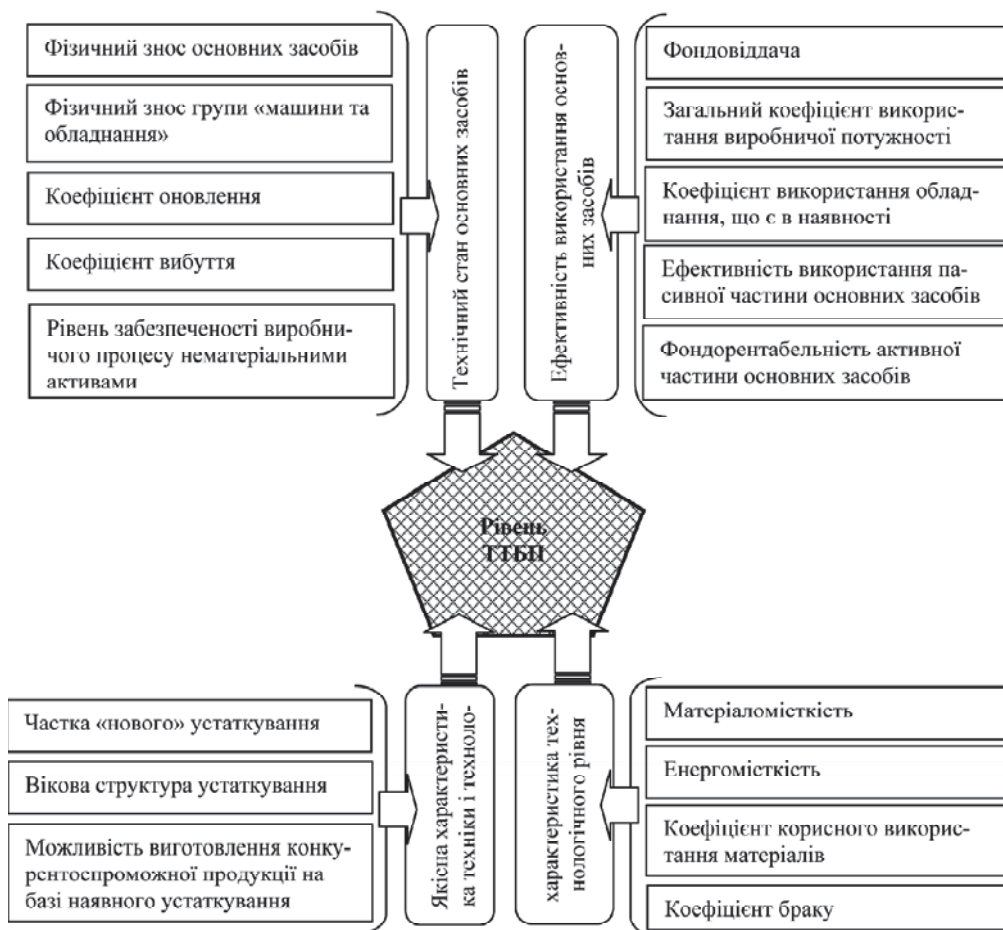 Фізичний знос основних засобів
Фізичний знос групи «машини та
обладнання»
Коефіцієнт оновлення
Коефіцієнт вибуття
Рівень забезпеченості виробни-
чого процесу нематеріальними
активами
Технічний стан основних засобів
Ефективність використання основ-
них засобів
Фондовіддача
Загальний коефіцієнт викорис-
тання виробничої потужності
Коефіцієнт використання облад-
нання, що є в наявності
Ефективність використання па-
сивної частини основних засобів
Фондорентабельність активної
частини основних засобів
Рівень
ТТБП
Частка «нового» устаткування
Вікова структура устаткування
Можливість виготовлення конку-
рентоспроможної продукції на
базі наявного устаткування
Якісна характеристи-
ка техніки і техноло-
характеристика тех-
нологічного рівня
Матеріаломісткість
Енергомісткість
Коефіцієнт корисного викорис-
тання матеріалів
Коефіцієнт браку